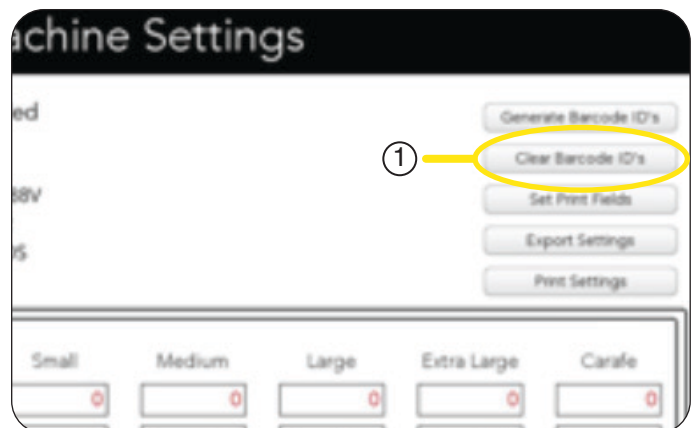 achine Settings
ed
Generate Barcode ID's
1
Clear Barcode ID's
88V
Set Print Fields
Export Settings
Print Settings
Small Medium Large Extra Large Carafe
0 0 0 0 0